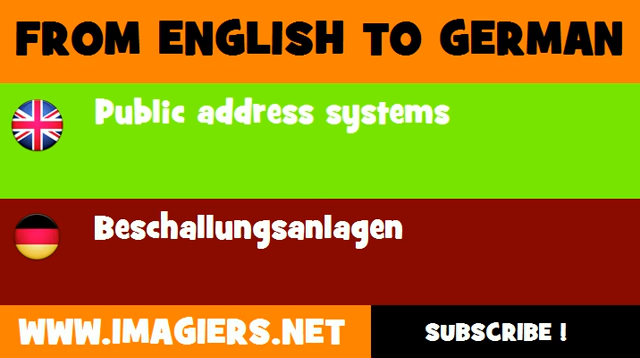 FROM ENGLISH TO GERMAN
Public address systems
Beschallungsanlagen
WWW.IMAGIERS.NET
SUBSCRIBE !